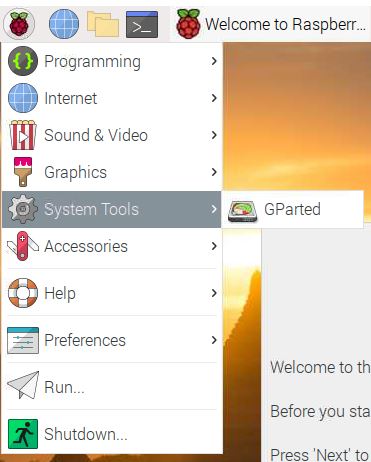 Welcome to Raspberr...
Programming
Internet
Sound & Video
Graphics
System Tools
GParted
Accessories
Help
Preferences
Run...
Shutdown...
Welcome to th
Before you sta
Press 'Next' to